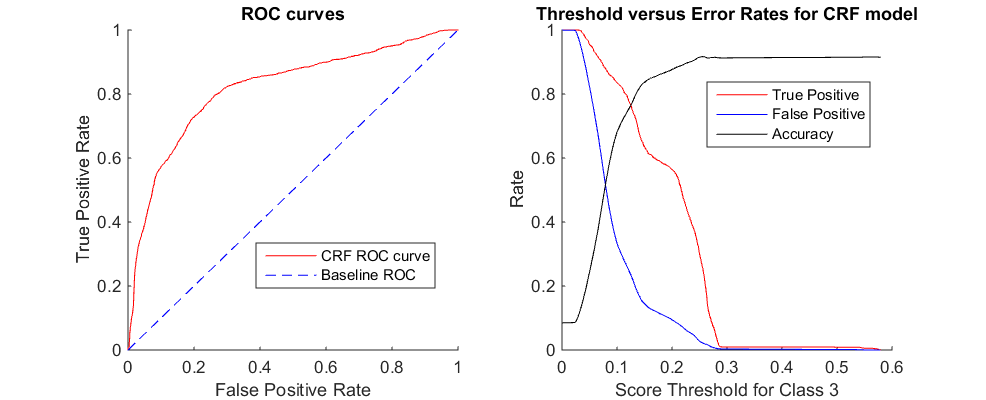 ROC curves
True Positive Rate
1
0.8
0.6
0.4
0.2
0
CRF ROC curve
Baseline ROC
0
0.2
0.4
0.6
0.8
1
False Positive Rate
Threshold versus Error Rates for CRF model
Rate
1
0.8
0.6
0.4
0.2
0
True Positive
False Positive
Accuracy
0
0.1
0.2
0.3
0.4
0.5
0.6
Score Threshold for Class 3